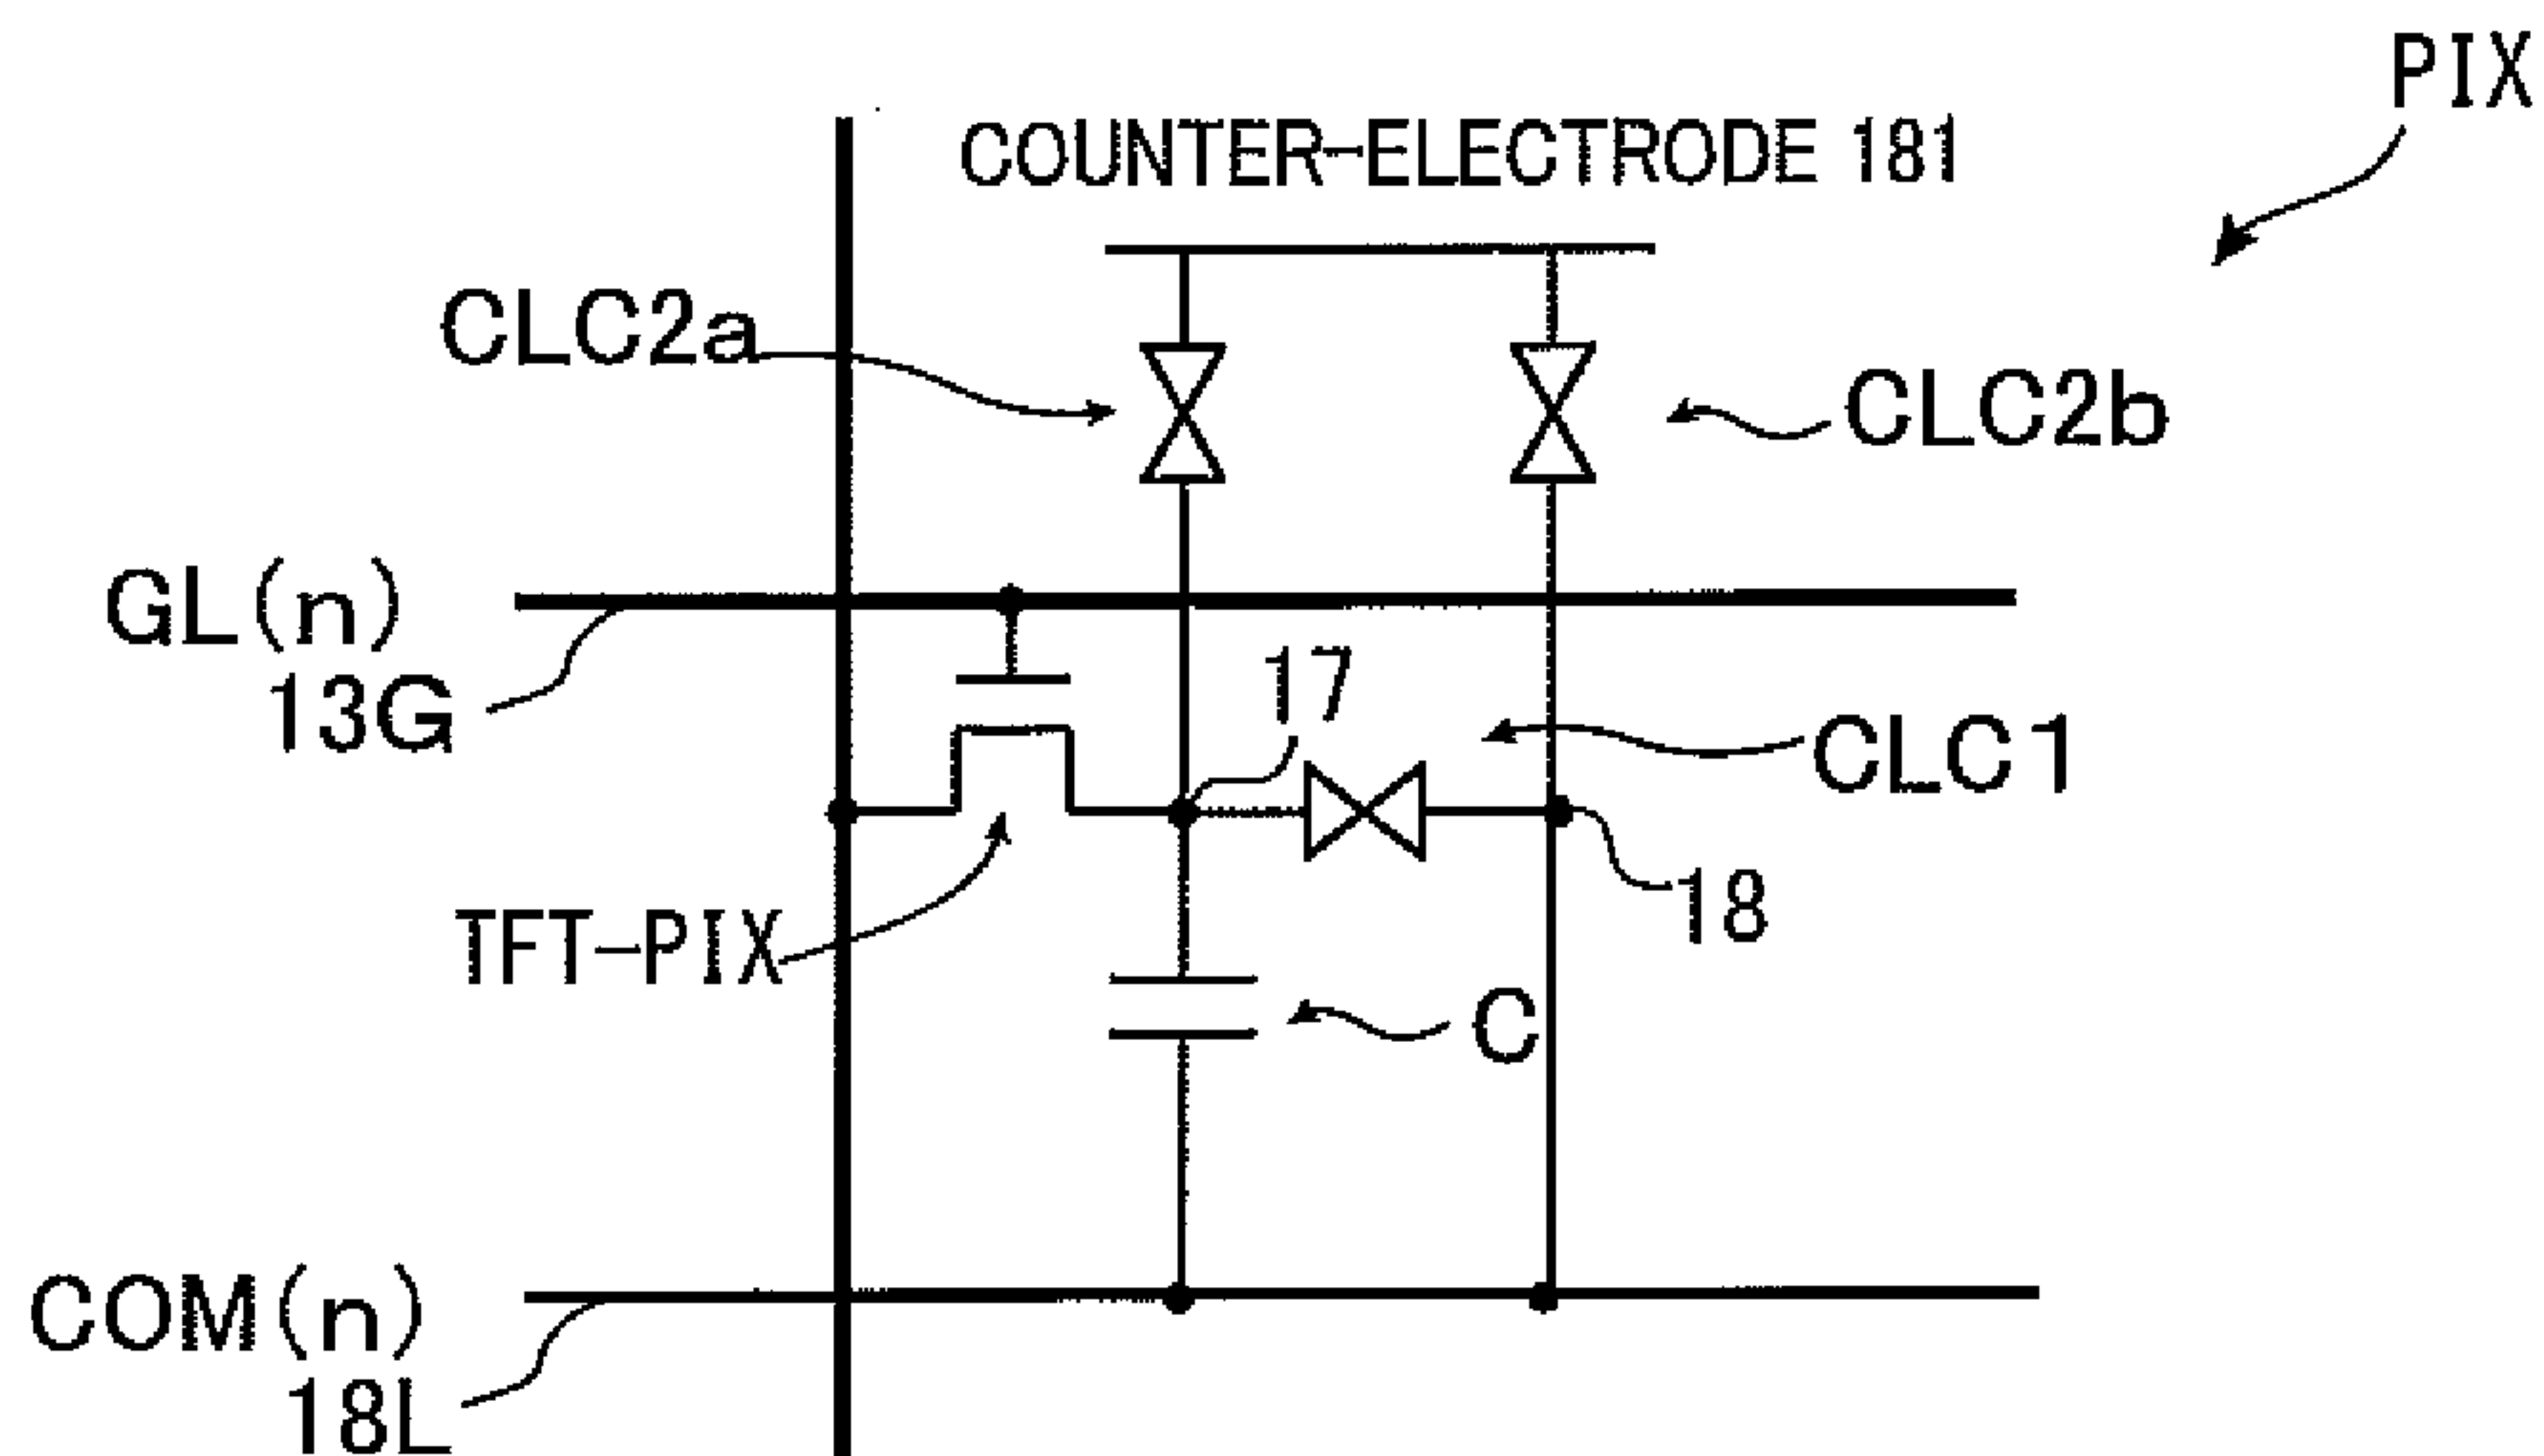 PIX
COUNTER-ELECTRODE 181
CLC2a
CLC2b
GL(n)
13G
17
CLC1
18
TFT-PIX
C
COM(n)
18L